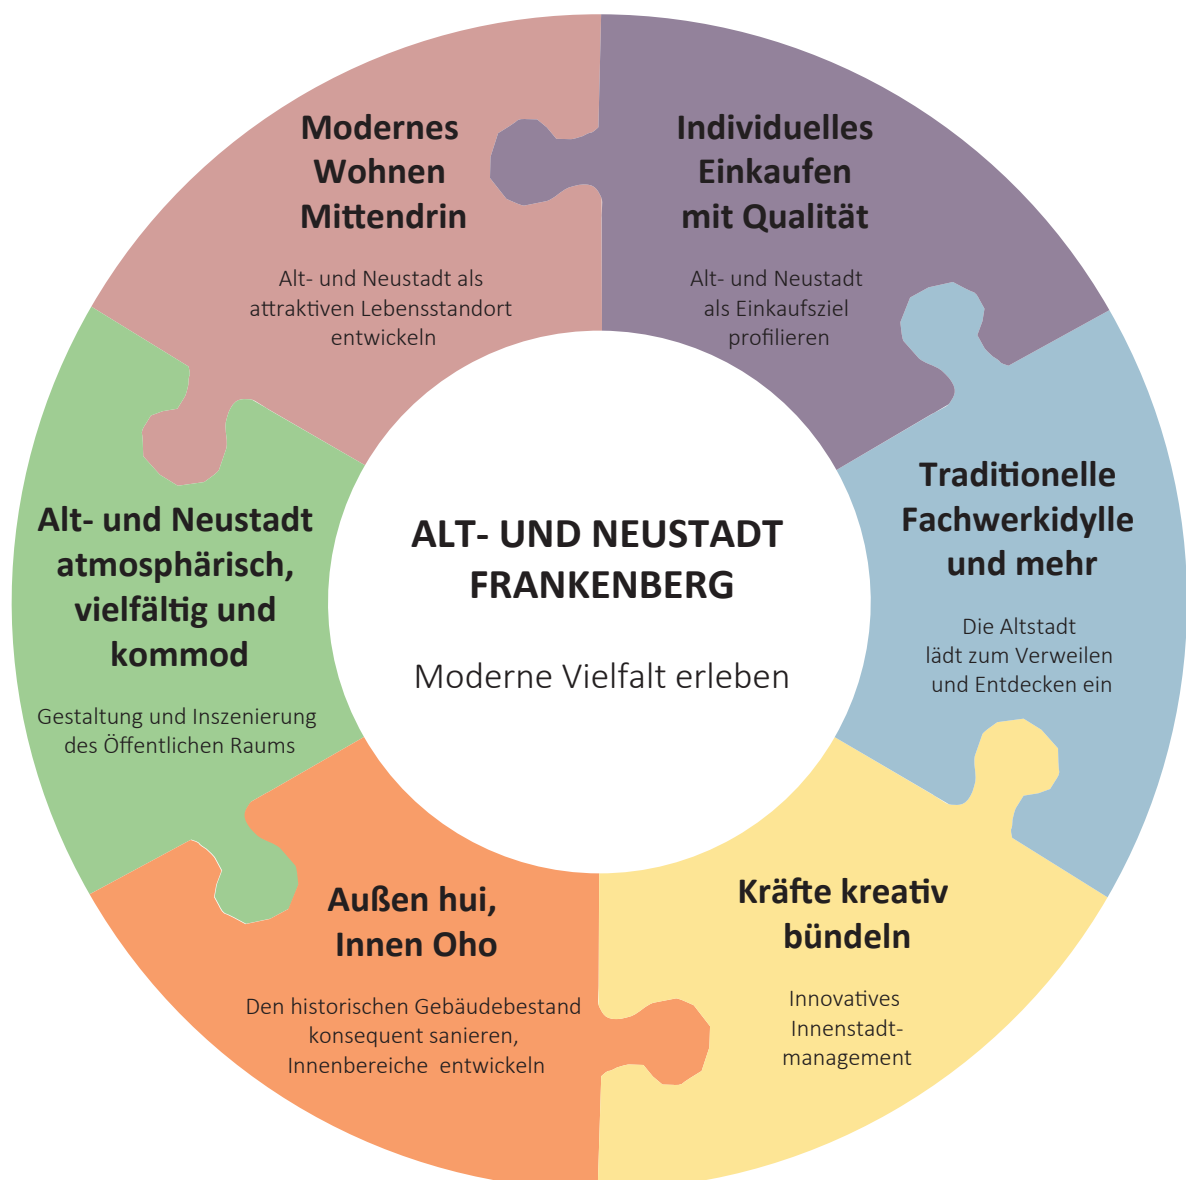 Modernes
Wohnen
Mittendrin
Alt- und Neustadt als
attraktiven Lebensstandort
entwickeln
Individuelles
Einkaufen
mit Qualität
Alt- und Neustadt
als Einkaufsziel
profilieren
Traditionelle
Fachwerkidylle
und mehr
Die Altstadt
lädt zum Verweilen
und Entdecken ein
Kräfte kreativ
bündeln
Innovatives
Innenstadt-
management
Außen hui,
Innen Oho
Den historischen Gebäudebestand
konsequent sanieren,
Innenbereiche entwickeln
Alt- und Neustadt
atmosphärisch,
vielfältig und
kommod
Gestaltung und Inszenierung
des Öffentlichen Raums
ALT- UND NEUSTADT
FRANKENBERG
Moderne Vielfalt erleben